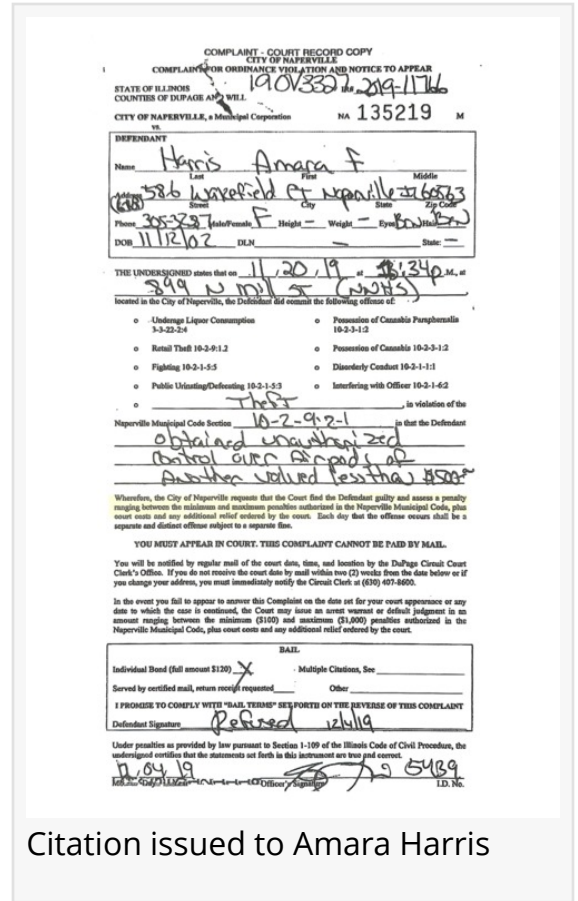 COMPLAINT - COURT RECORD COPY
CITY OF NAPERVILLE
COMPLAINT FOR ORDINANCE VIOLATION AND NOTICE TO APPEAR
190V3327 2019-11766
STATE OF ILLINOIS
COUNTIES OF DUPAGE AND WILL
CITY OF NAPERVILLE, a Municipal Corporation NA 135219 M
vs.
DEFENDANT
Name Harris Amara F
Last First Middle
Address 586 Wakefield Ct Naperville IL 60563
Street City State Zip Code
(618)
Phone 305-3287 Male/Female F Height — Weight — Eyes BRN Hair BRN
DOB 11/12/02 DLN — State: —
THE UNDERSIGNED states that on 11, 20, 19 at :34p M., at
899 N Mill St (NNHS)
located in the City of Naperville, the Defendant did commit the following offense of:
o Underage Liquor Consumption o Possession of Cannabis Paraphernalia
3-3-22-2:4 10-2-3-1:2
o Retail Theft 10-2-9:1.2 o Possession of Cannabis 10-2-3-1:2
o Fighting 10-2-1-5:5 o Disorderly Conduct 10-2-1-1:1
o Public Urinating/Defecating 10-2-1-5:3 o Interfering with Officer 10-2-1-6:2
o Theft , in violation of the
Naperville Municipal Code Section 10-2-9:2-1 in that the Defendant
obtained unauthorized
control over Airpods of
Another valued less than $500
Wherefore, the City of Naperville requests that the Court find the Defendant guilty and assess a penalty
ranging between the minimum and maximum penalties authorized in the Naperville Municipal Code, plus
court costs and any additional relief ordered by the court. Each day that the offense occurs shall be a
separate and distinct offense subject to a separate fine.
YOU MUST APPEAR IN COURT. THIS COMPLAINT CANNOT BE PAID BY MAIL.
You will be notified by regular mail of the court date, time, and location by the DuPage Circuit Court
Clerk's Office. If you do not receive the court date by mail within two (2) weeks from the date below or if
you change your address, you must immediately notify the Circuit Clerk at (630) 407-8600.
In the event you fail to appear to answer this Complaint on the date set for your court appearance or any
date to which the case is continued, the Court may issue an arrest warrant or default judgment in an
amount ranging between the minimum ($100) and maximum ($1,000) penalties authorized in the
Naperville Municipal Code, plus court costs and any additional relief ordered by the court.
BAIL
Individual Bond (full amount $120) X Multiple Citations, See
Served by certified mail, return receipt requested Other
I PROMISE TO COMPLY WITH "BAIL TERMS" SET FORTH ON THE REVERSE OF THIS COMPLAINT
Defendant Signature Refused 12/4/19
Under penalties as provided by law pursuant to Section 1-109 of the Illinois Code of Civil Procedure, the
undersigned certifies that the statements set forth in this instrument are true and correct.
12, 04, 19 5439
Officer's Signature I.D. No.
Citation issued to Amara Harris